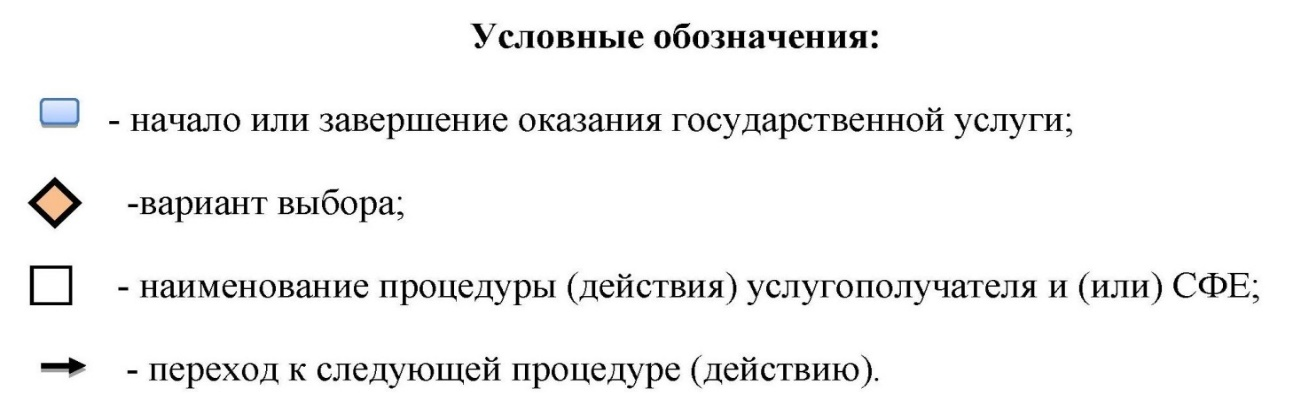 Условные обозначения:
- начало или завершение оказания государственной услуги;
-вариант выбора;
- наименование процедуры (действия) услугополучателя и (или) СФЕ;
- переход к следующей процедуре (действию).